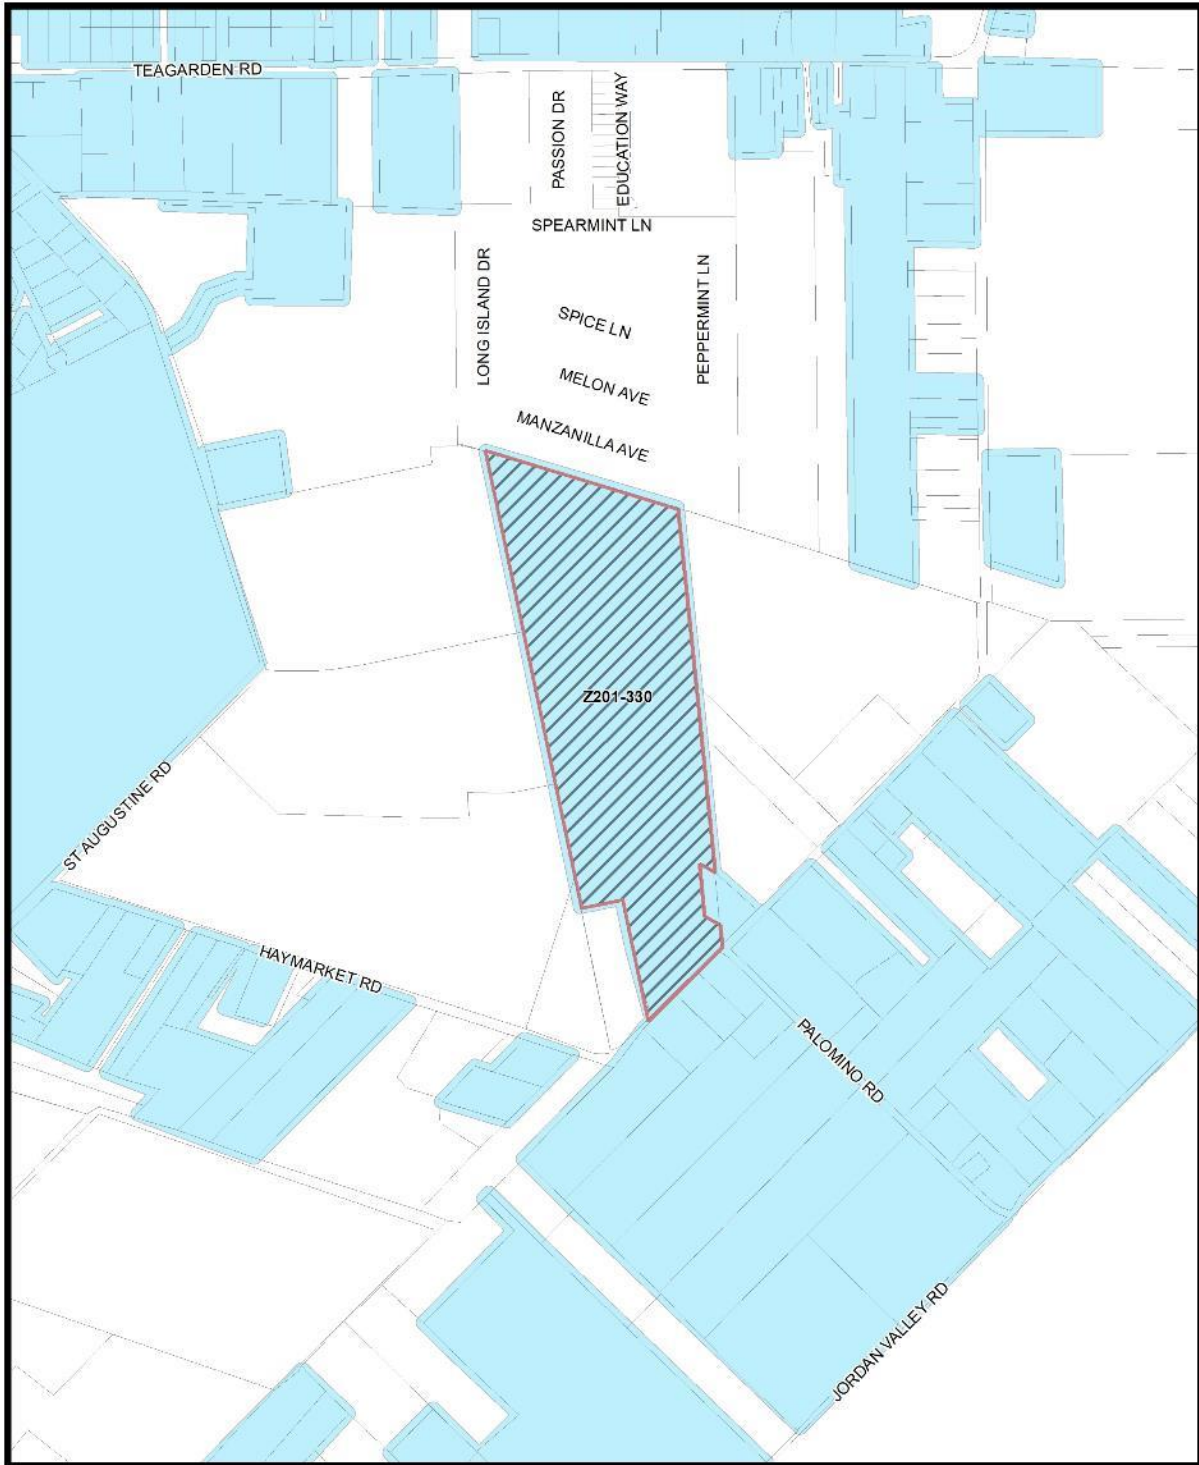 TEAGARDEN RD
PASSION DR
EDUCATION WAY
SPEARMINT LN
LONG ISLAND DR
PEPPERMINT LN
SPICE LN
MELON AVE
MANZANILLA AVE
Z201-330
ST AUGUSTINE RD
HAYMARKET RD
PALOMINO RD
JORDAN VALLEY RD